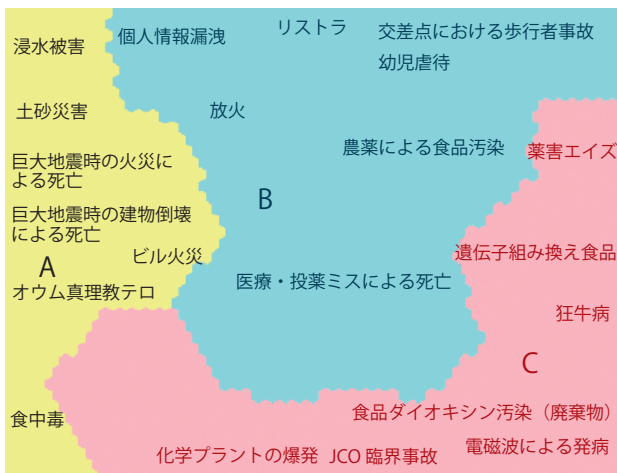 浸水被害
個人情報漏洩
リストラ
交差点における歩行者事故
幼児虐待
土砂災害
放火
農薬による食品汚染
薬害エイズ
巨大地震時の火災に
よる死亡
B
巨大地震時の建物倒壊
による死亡
ビル火災
遺伝子組み換え食品
A
オウム真理教テロ
医療・投薬ミスによる死亡
狂牛病
C
食中毒
食品ダイオキシン汚染（廃棄物）
電磁波による発病
化学プラントの爆発
JCO 臨界事故